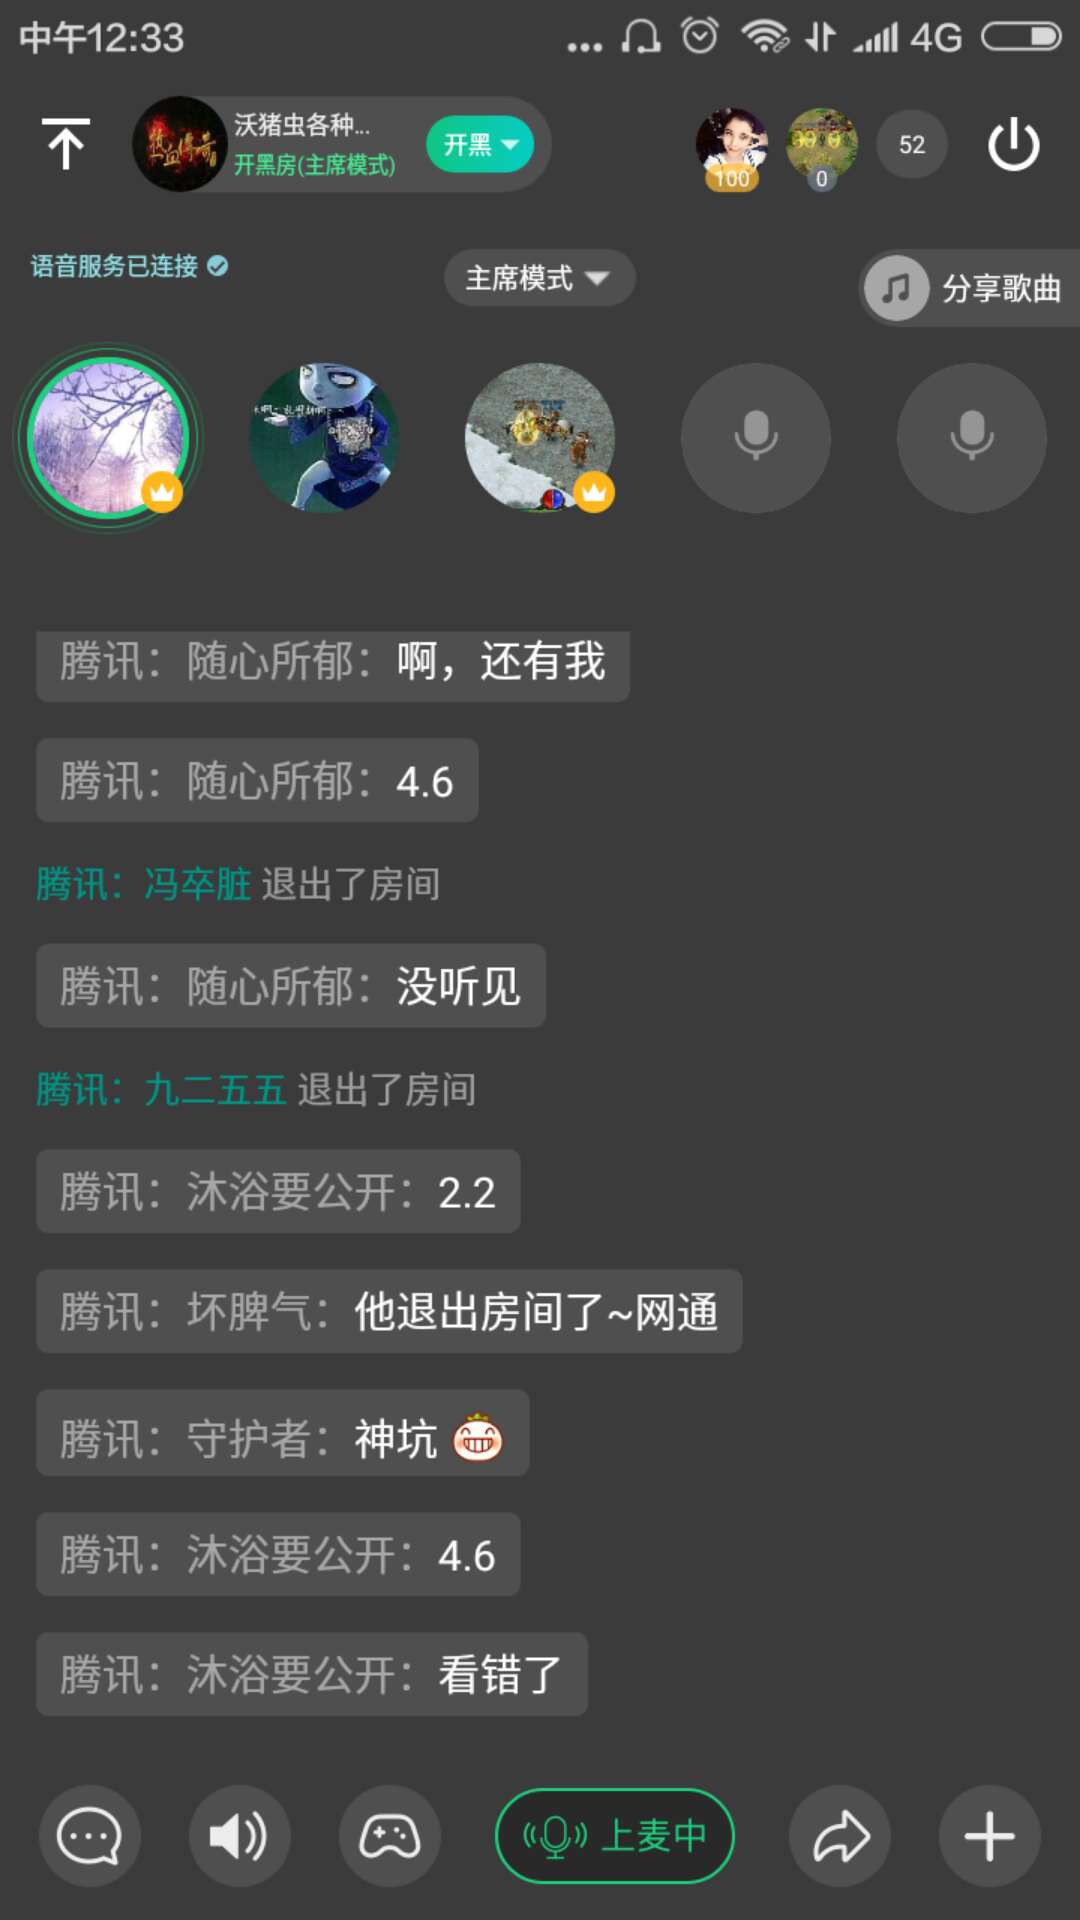 中午12:33
4G
热血传奇
沃猪虫各种...
开黑房(主席模式)
开黑
100
0
52
语音服务已连接
主席模式
分享歌曲
腾讯：随心所郁：啊，还有我
腾讯：随心所郁：4.6
腾讯：冯卒脏 退出了房间
腾讯：随心所郁：没听见
腾讯：九二五五 退出了房间
腾讯：沐浴要公开：2.2
腾讯：坏脾气：他退出房间了~网通
腾讯：守护者：神坑
腾讯：沐浴要公开：4.6
腾讯：沐浴要公开：看错了
上麦中